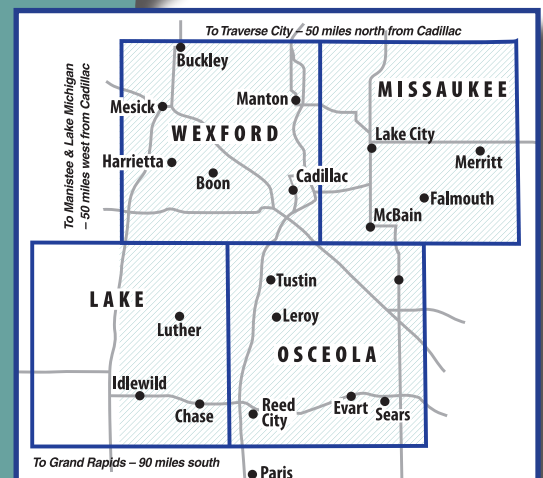 To Traverse City – 50 miles north from Cadillac
To Manistee & Lake Michigan
– 50 miles west from Cadillac
Buckley
MISSAUKEE
Mesick
Manton
WEXFORD
Lake City
Harrietta
Merritt
Boon
Cadillac
Falmouth
McBain
Tustin
LAKE
Luther
Leroy
OSCEOLA
Idlewild
Chase
Reed
City
Evart
Sears
To Grand Rapids – 90 miles south
Paris